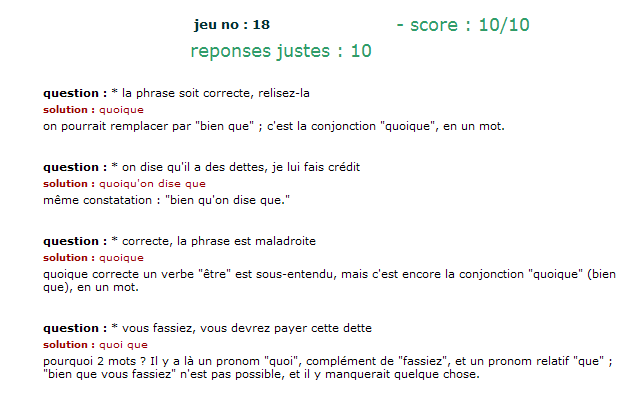 jeu no : 18 - score : 10/10
reponses justes : 10
question : * la phrase soit correcte, relisez-la
solution : quoique
on pourrait remplacer par "bien que" ; c'est la conjonction "quoique", en un mot.
question : * on dise qu'il a des dettes, je lui fais crédit
solution : quoiqu'on dise que
même constatation : "bien qu'on dise que."
question : * correcte, la phrase est maladroite
solution : quoique
quoique correcte un verbe "être" est sous-entendu, mais c'est encore la conjonction "quoique" (bien
que), en un mot.
question : * vous fassiez, vous devrez payer cette dette
solution : quoi que
pourquoi 2 mots ? Il y a là un pronom "quoi", complément de "fassiez", et un pronom relatif "que" ;
"bien que vous fassiez" n'est pas possible, et il y manquerait quelque chose.